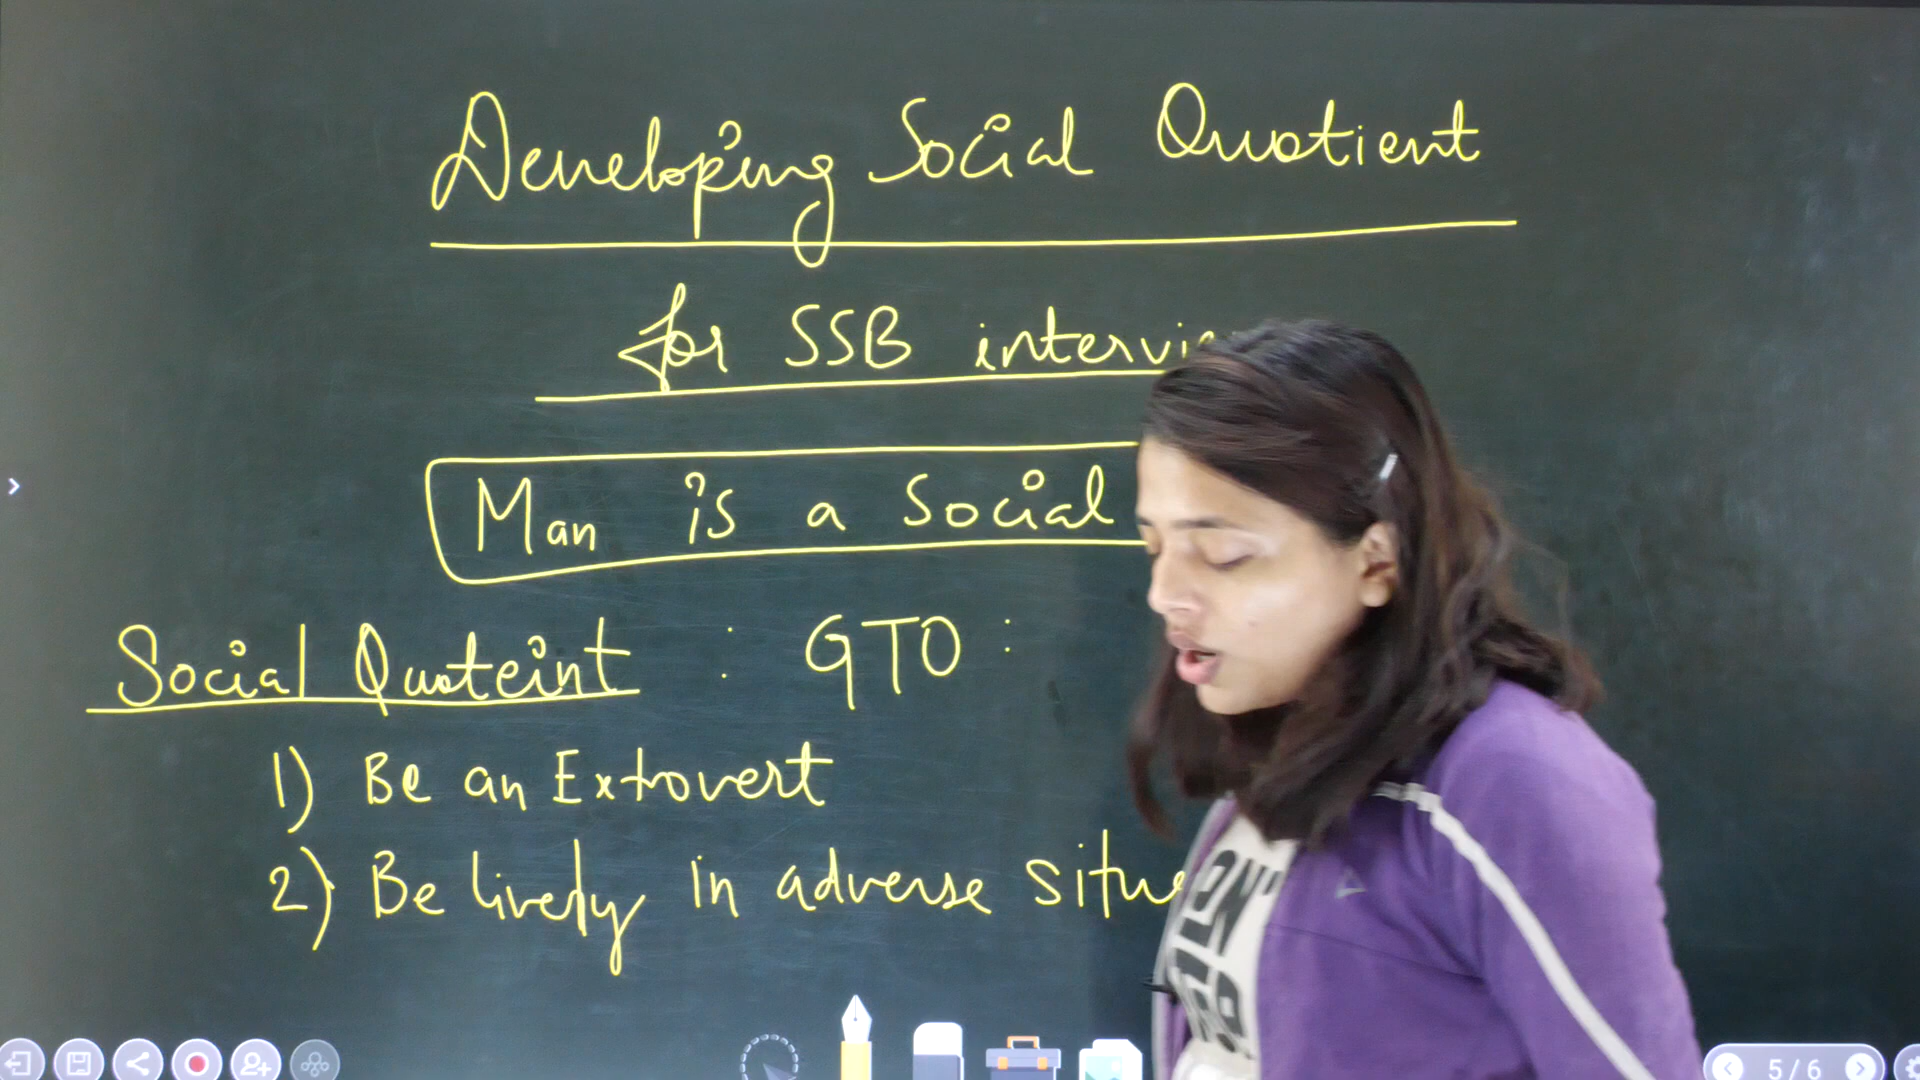 Developing Social Quotient
for SSB intervie
Man is a Social
Social Quoteint : GTO :
1) Be an Extrovert
2) Be lively in adverse situ
5/6